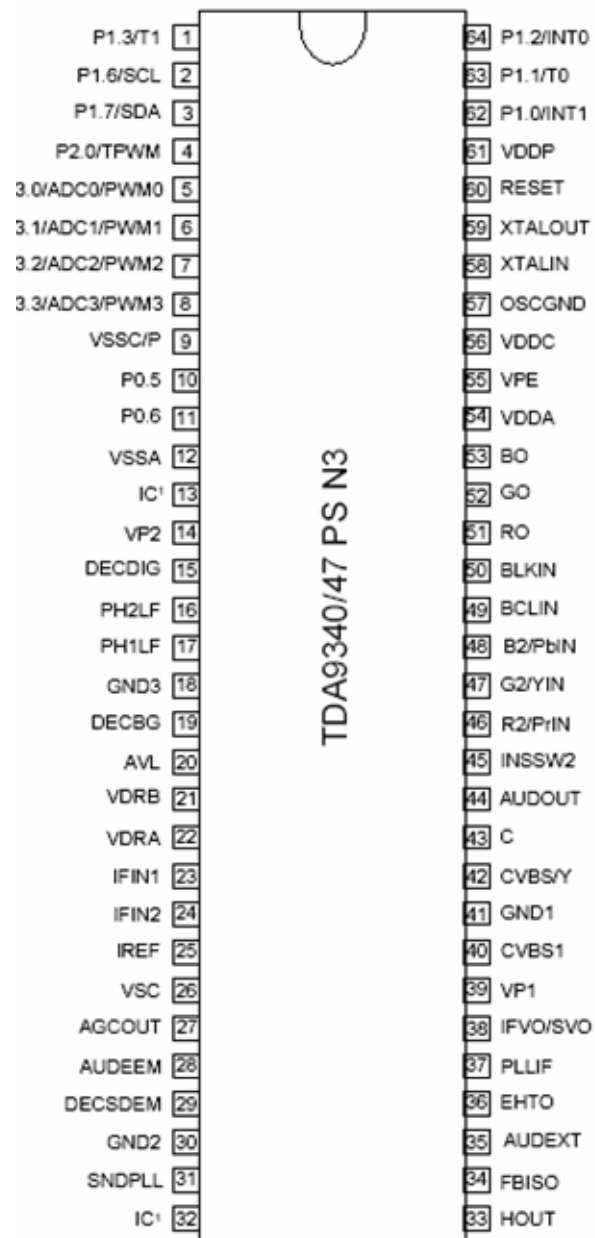 P1.3/T1 1 64 P1.2/INT0
P1.6/SCL 2 63 P1.1/T0
P1.7/SDA 3 62 P1.0/INT1
P2.0/TPWM 4 61 VDDP
3.0/ADC0/PWM0 5 60 RESET
3.1/ADC1/PWM1 6 59 XTALOUT
3.2/ADC2/PWM2 7 58 XTALIN
3.3/ADC3/PWM3 8 57 OSCGND
VSSC/P 9 56 VDDC
P0.5 10 55 VPE
P0.6 11 54 VDDA
VSSA 12 53 BO
IC¹ 13 52 GO
VP2 14 51 RO
DECDIG 15 50 BLKIN
PH2LF 16 49 BCLIN
PH1LF 17 48 B2/PbIN
GND3 18 47 G2/YIN
DECBG 19 46 R2/PrIN
AVL 20 45 INSSW2
VDRB 21 44 AUDOUT
VDRA 22 43 C
IFIN1 23 42 CVBS/Y
IFIN2 24 41 GND1
IREF 25 40 CVBS1
VSC 26 39 VP1
AGCOUT 27 38 IFVO/SVO
AUDEEM 28 37 PLLIF
DECSDEM 29 36 EHTO
GND2 30 35 AUDEXT
SNDPLL 31 34 FBISO
IC¹ 32 33 HOUT
TDA9340/47 PS N3